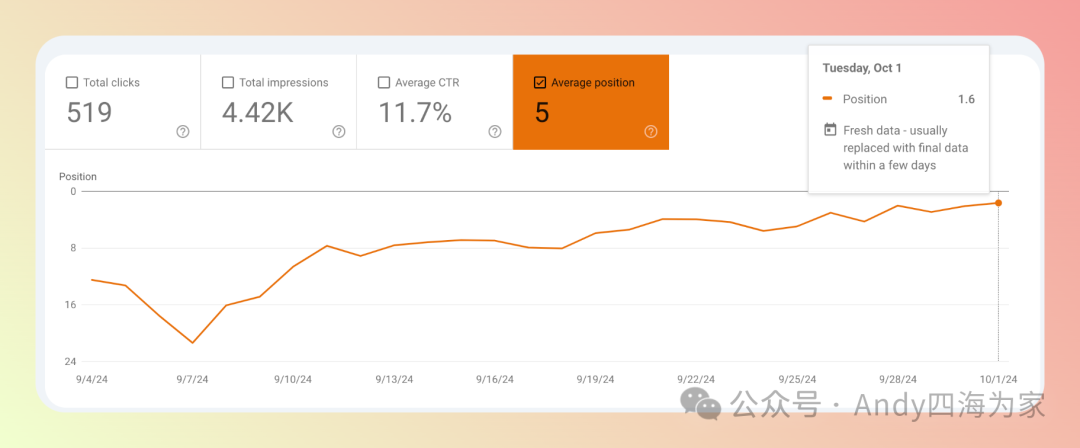 Total clicks
519
Total impressions
4.42K
Average CTR
11.7%
Average position
5
Tuesday, Oct 1
Position 1.6
Fresh data - usually
replaced with final data
within a few days
Position
0
8
16
24
9/4/24 9/7/24 9/10/24 9/13/24 9/16/24 9/19/24 9/22/24 9/25/24 9/28/24 10/1/24
公众号 · Andy四海为家